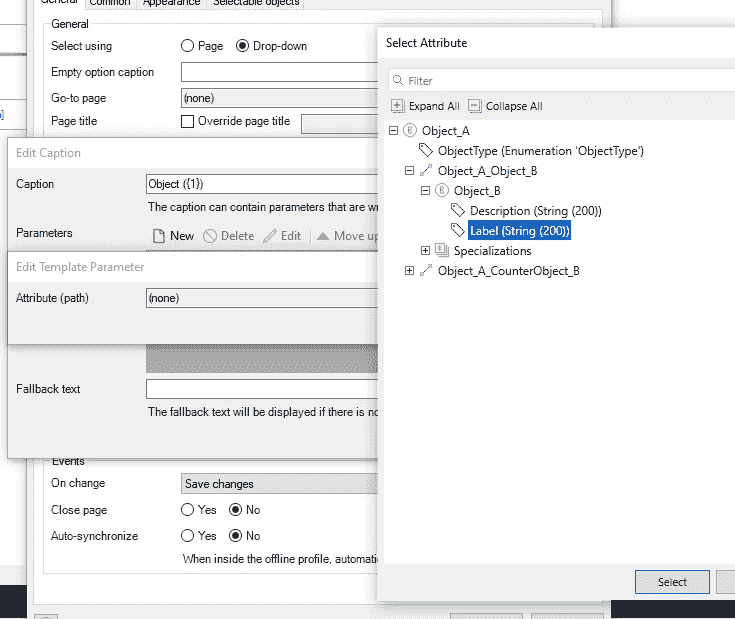 General Common Appearance Selectable objects
General
Select using Page Drop-down
Empty option caption
Go-to page (none)
Page title Override page title
Edit Caption
Caption Object ({1})
The caption can contain parameters that are
Parameters New Delete Edit Move up
Edit Template Parameter
Attribute (path) (none)
Fallback text
The fallback text will be displayed if there is
Events
On change Save changes
Close page Yes No
Auto-synchronize Yes No
When inside the offline profile,
Select Attribute
Filter
Expand All Collapse All
Object_A
ObjectType (Enumeration 'ObjectType')
Object_A_Object_B
Object_B
Description (String (200))
Label (String (200))
Specializations
Object_A_CounterObject_B
Select